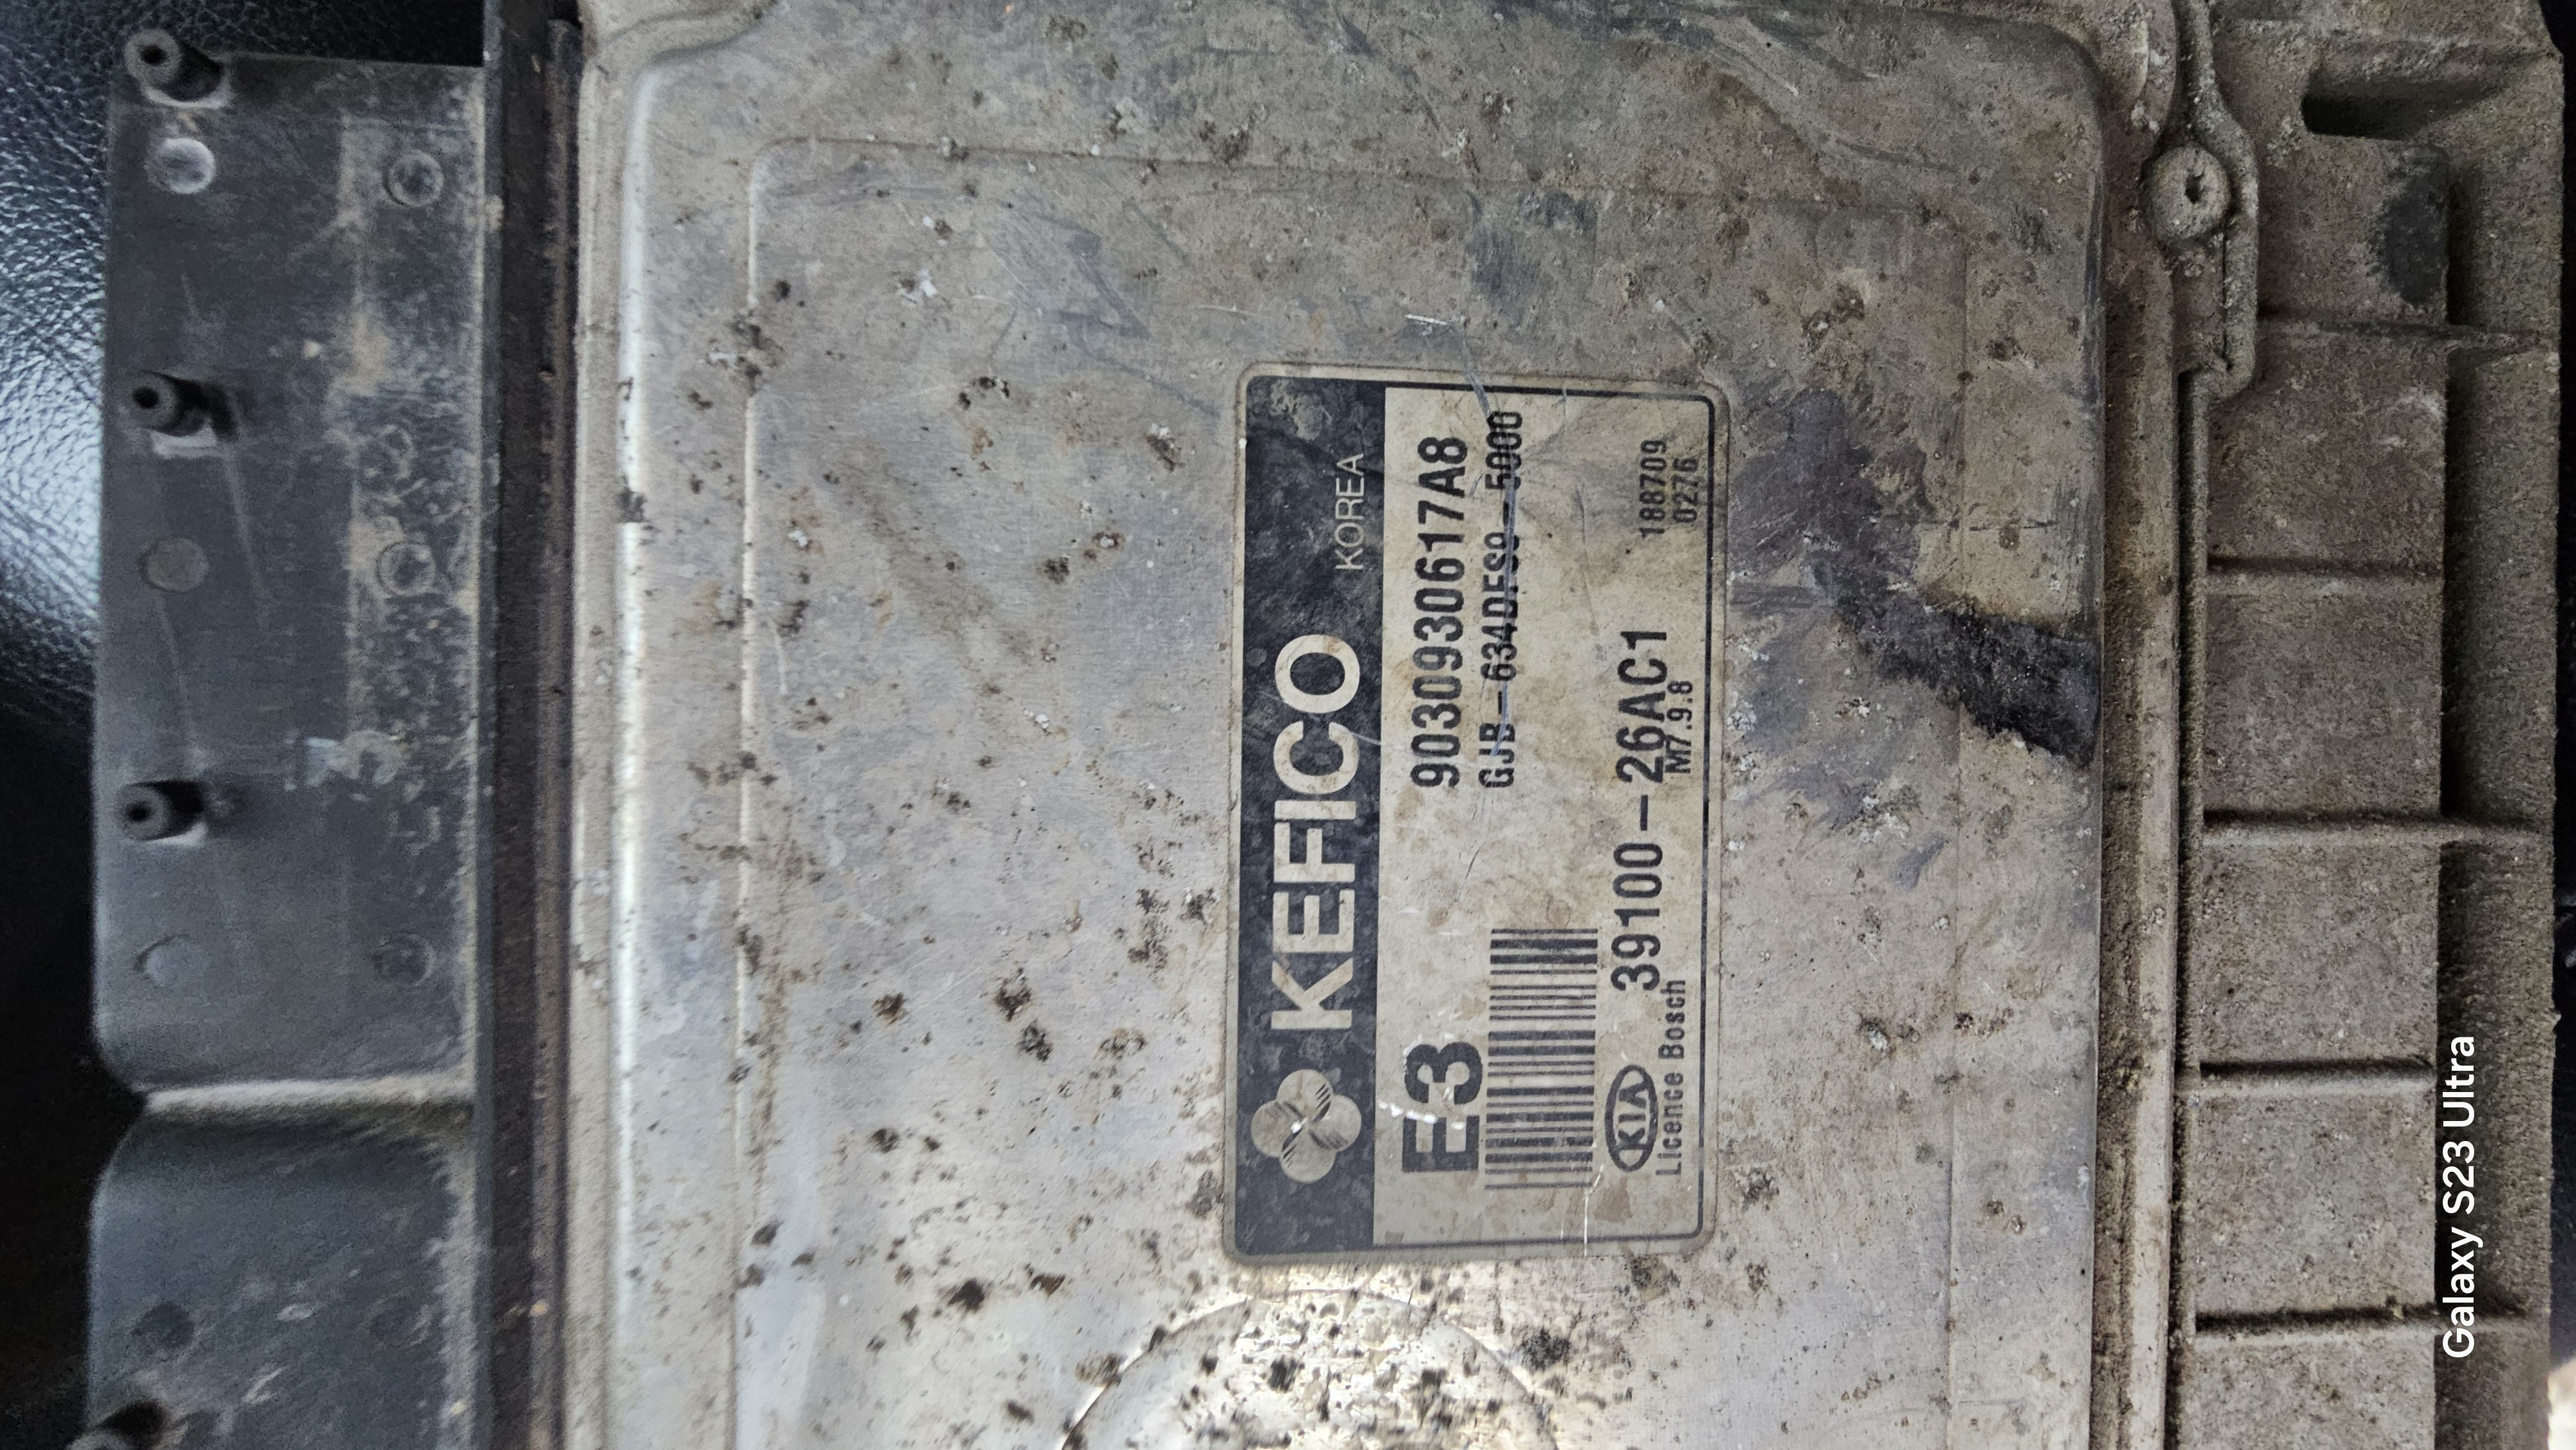 KEFICO KOREA
E3 9030930617A8
GJB-634DFS9-5000
39100-26AC1
KIA
188709
0276
Licence Bosch M7.9.8
Galaxy S23 Ultra